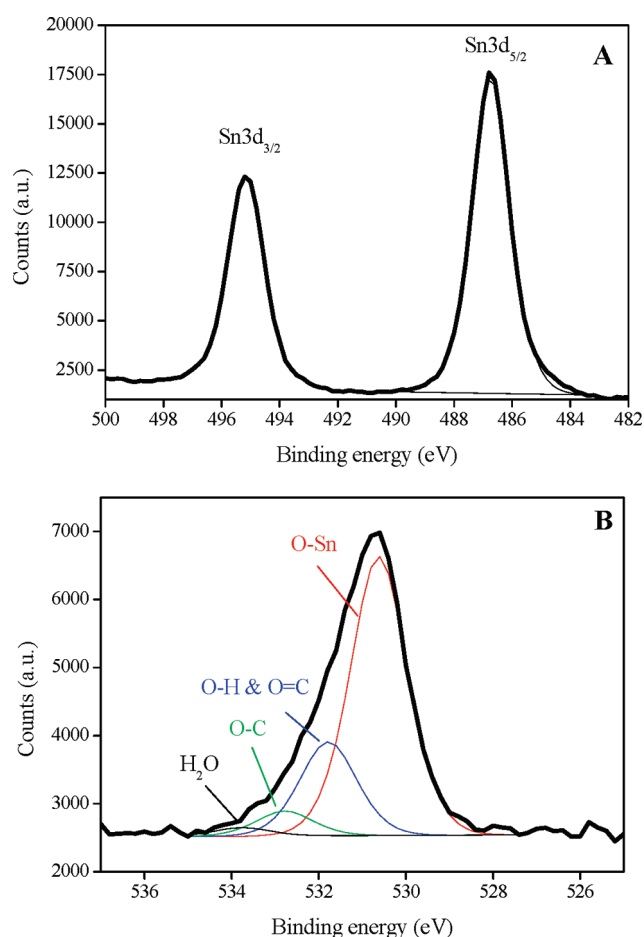 20000
17500
15000
12500
10000
7500
5000
2500
Counts (a.u.)
Sn3d3/2
Sn3d5/2
A
500 498 496 494 492 490 488 486 484 482
Binding energy (eV)
7000
6000
5000
4000
3000
2000
Counts (a.u.)
B
O-Sn
O-H & O=C
O-C
H2O
536 534 532 530 528 526
Binding energy (eV)